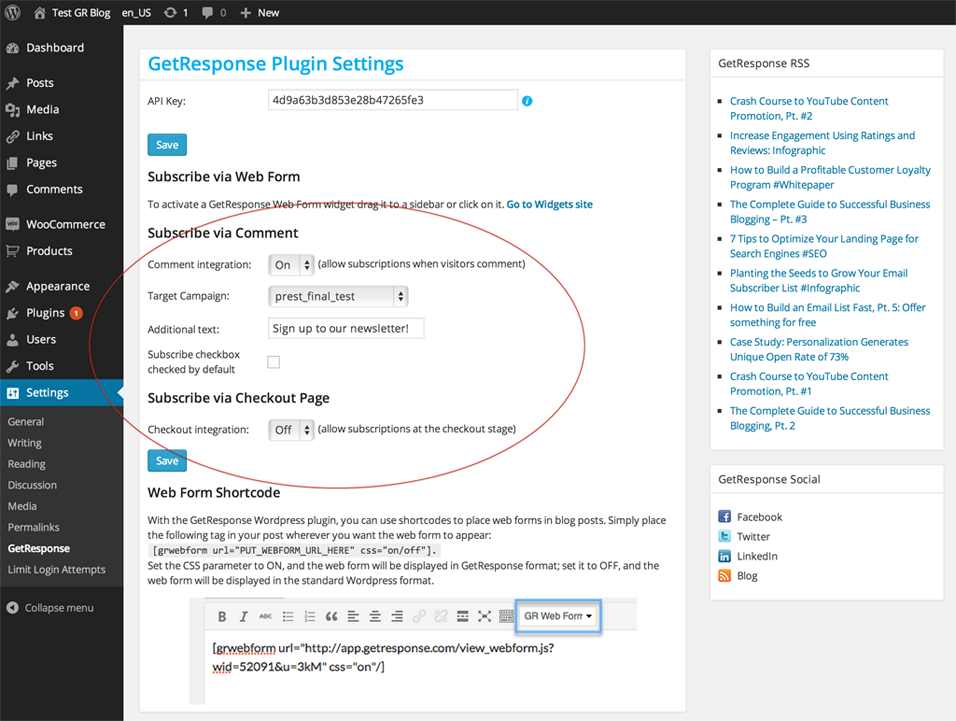 Test GR Blog en_US 1 0 New
Dashboard
Posts
Media
Links
Pages
Comments
WooCommerce
Products
Appearance
Plugins 1
Users
Tools
Settings
General
Writing
Reading
Discussion
Media
Permalinks
GetResponse
Limit Login Attempts
Collapse menu
GetResponse Plugin Settings
API Key: 4d9a63b3d853e28b47265fe3
Save
Subscribe via Web Form
To activate a GetResponse Web Form widget drag it to a sidebar or click on it. Go to Widgets site
Subscribe via Comment
Comment integration: On (allow subscriptions when visitors comment)
Target Campaign: prest_final_test
Additional text: Sign up to our newsletter!
Subscribe checkbox
checked by default
Subscribe via Checkout Page
Checkout integration: Off (allow subscriptions at the checkout stage)
Save
Web Form Shortcode
With the GetResponse Wordpress plugin, you can use shortcodes to place web forms in blog posts. Simply place
the following tag in your post wherever you want the web form to appear:
[grwebform url="PUT_WEBFORM_URL_HERE" css="on/off"].
Set the CSS parameter to ON, and the web form will be displayed in GetResponse format; set it to OFF, and the
web form will be displayed in the standard Wordpress format.
B I ABC GR Web Forn
[grwebform url="http://app.getresponse.com/view_webform.js?
wid=52091&u=3kM" css="on"/]
GetResponse RSS
Crash Course to YouTube Content
Promotion, Pt. #2
Increase Engagement Using Ratings and
Reviews: Infographic
How to Build a Profitable Customer Loyalty
Program #Whitepaper
The Complete Guide to Successful Business
Blogging – Pt. #3
7 Tips to Optimize Your Landing Page for
Search Engines #SEO
Planting the Seeds to Grow Your Email
Subscriber List #Infographic
How to Build an Email List Fast, Pt. 5: Offer
something for free
Case Study: Personalization Generates
Unique Open Rate of 73%
Crash Course to YouTube Content
Promotion, Pt. #1
The Complete Guide to Successful Business
Blogging, Pt. 2
GetResponse Social
Facebook
Twitter
LinkedIn
Blog